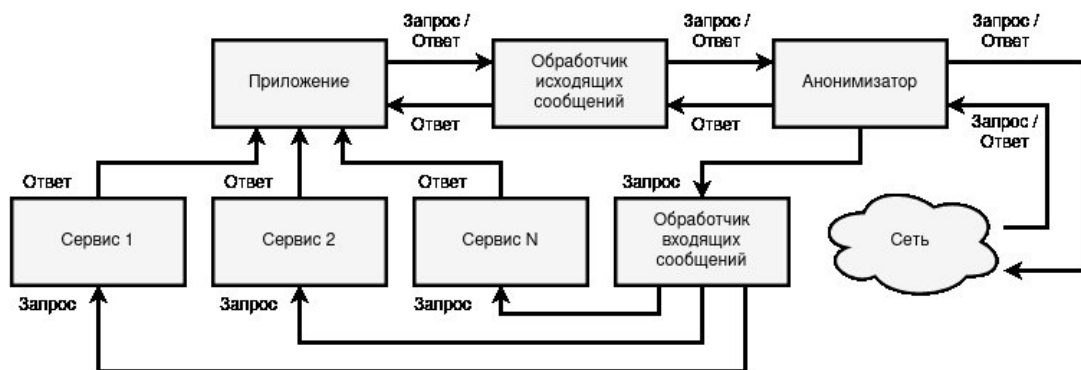 Запрос /
Ответ
Запрос /
Ответ
Запрос /
Ответ
Приложение
Обработчик
исходящих
сообщений
Анонимизатор
Ответ
Ответ
Запрос /
Ответ
Ответ
Ответ
Ответ
Запрос
Сервис 1
Сервис 2
Сервис N
Обработчик
входящих
сообщений
Сеть
Запрос
Запрос
Запрос